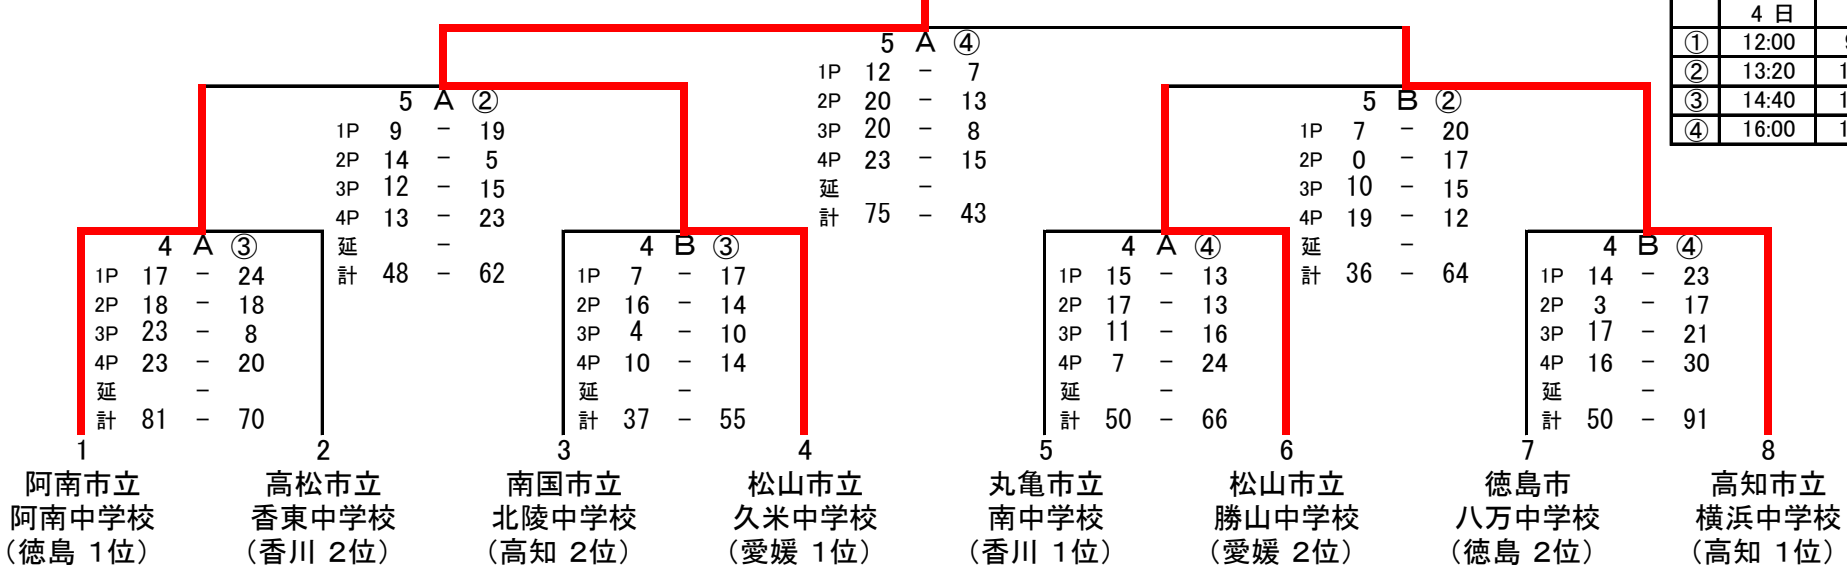 4 日
① 12:00 9
② 13:20 1
③ 14:40 1
④ 16:00 1
5 A ④
1P 12 - 7
2P 20 - 13
3P 20 - 8
4P 23 - 15
延 -
計 75 - 43
5 A ②
1P 9 - 19
2P 14 - 5
3P 12 - 15
4P 13 - 23
延 -
計 48 - 62
5 B ②
1P 7 - 20
2P 0 - 17
3P 10 - 15
4P 19 - 12
延 -
計 36 - 64
4 A ③
1P 17 - 24
2P 18 - 18
3P 23 - 8
4P 23 - 20
延 -
計 81 - 70
4 B ③
1P 7 - 17
2P 16 - 14
3P 4 - 10
4P 10 - 14
延 -
計 37 - 55
4 A ④
1P 15 - 13
2P 17 - 13
3P 11 - 16
4P 7 - 24
延 -
計 50 - 66
4 B ④
1P 14 - 23
2P 3 - 17
3P 17 - 21
4P 16 - 30
延 -
計 50 - 91
1
阿南市立
阿南中学校
（徳島 1位）
2
高松市立
香東中学校
（香川 2位）
3
南国市立
北陵中学校
（高知 2位）
4
松山市立
久米中学校
（愛媛 1位）
5
丸亀市立
南中学校
（香川 1位）
6
松山市立
勝山中学校
（愛媛 2位）
7
徳島市
八万中学校
（徳島 2位）
8
高知市立
横浜中学校
（高知 1位）